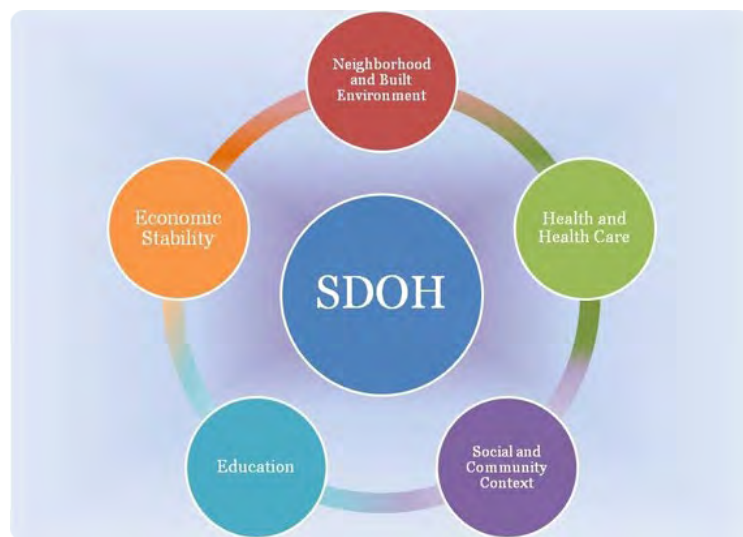 Neighborhood
and Built
Environment
Economic
Stability
Health and
Health Care
SDOH
Education
Social and
Community
Context